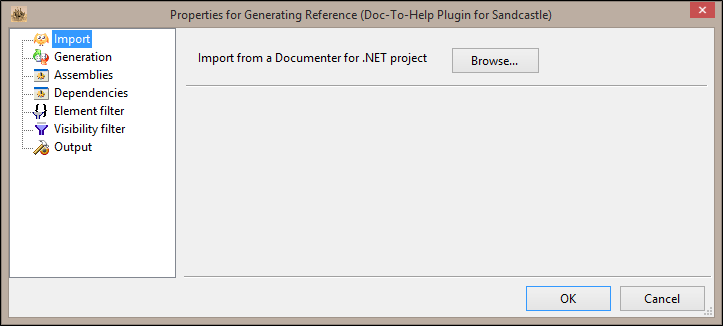 Properties for Generating Reference (Doc-To-Help Plugin for Sandcastle)
Import
Generation
Assemblies
Dependencies
Element filter
Visibility filter
Output
Import from a Documenter for .NET project
Browse...
OK
Cancel